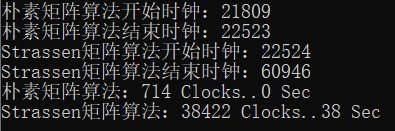 朴素矩阵算法开始时钟：21809
朴素矩阵算法结束时钟：22523
Strassen矩阵算法开始时钟：22524
Strassen矩阵算法结束时钟：60946
朴素矩阵算法：714 Clocks..0 Sec
Strassen矩阵算法：38422 Clocks..38 Sec